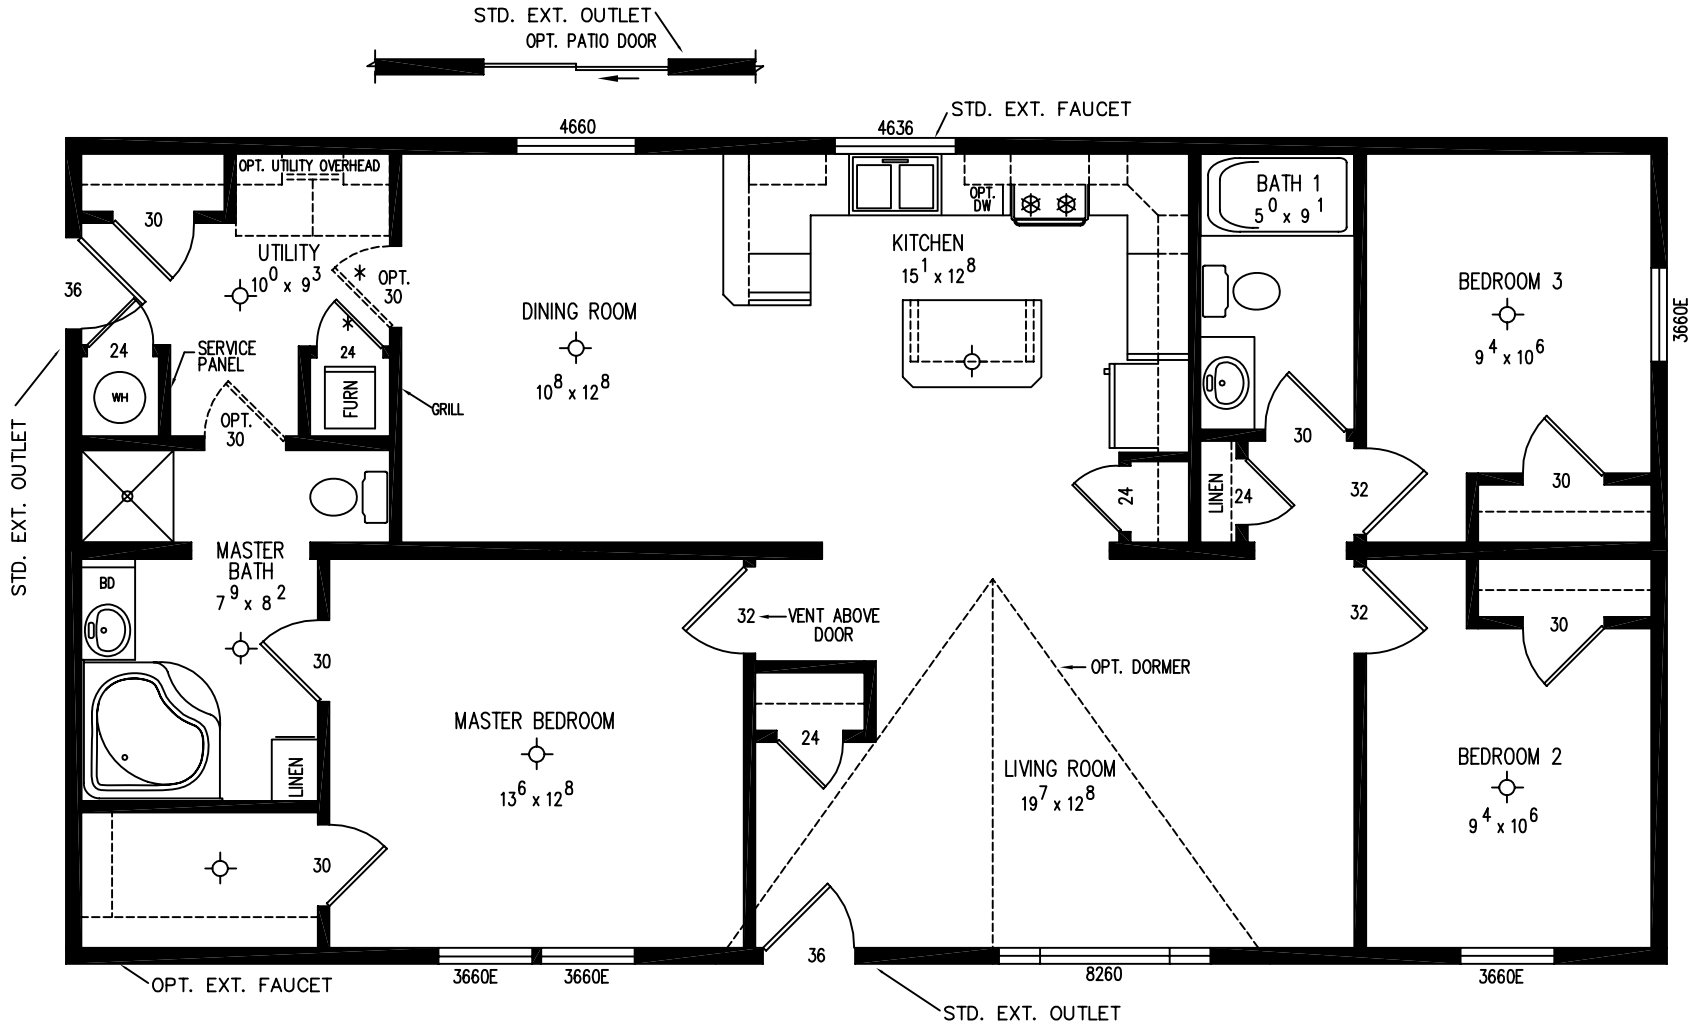 STD. EXT. OUTLET
OPT. PATIO DOOR
STD. EXT. FAUCET
4660
4636
OPT. UTILITY OVERHEAD
30
UTILITY
10⁰ x 9³
36
OPT.
30
24
WH
SERVICE
PANEL
24
FURN
GRILL
OPT.
30
STD. EXT. OUTLET
DINING ROOM
10⁸ x 12⁸
KITCHEN
15¹ x 12⁸
OPT.
DW
BATH 1
5⁰ x 9¹
30
LINEN
24
24
32
BEDROOM 3
9⁴ x 10⁶
3660E
30
MASTER
BATH
7⁹ x 8²
BD
30
LINEN
30
MASTER BEDROOM
13⁶ x 12⁸
32
VENT ABOVE
DOOR
24
OPT. DORMER
LIVING ROOM
19⁷ x 12⁸
32
30
BEDROOM 2
9⁴ x 10⁶
36
3660E
3660E
8260
3660E
OPT. EXT. FAUCET
STD. EXT. OUTLET